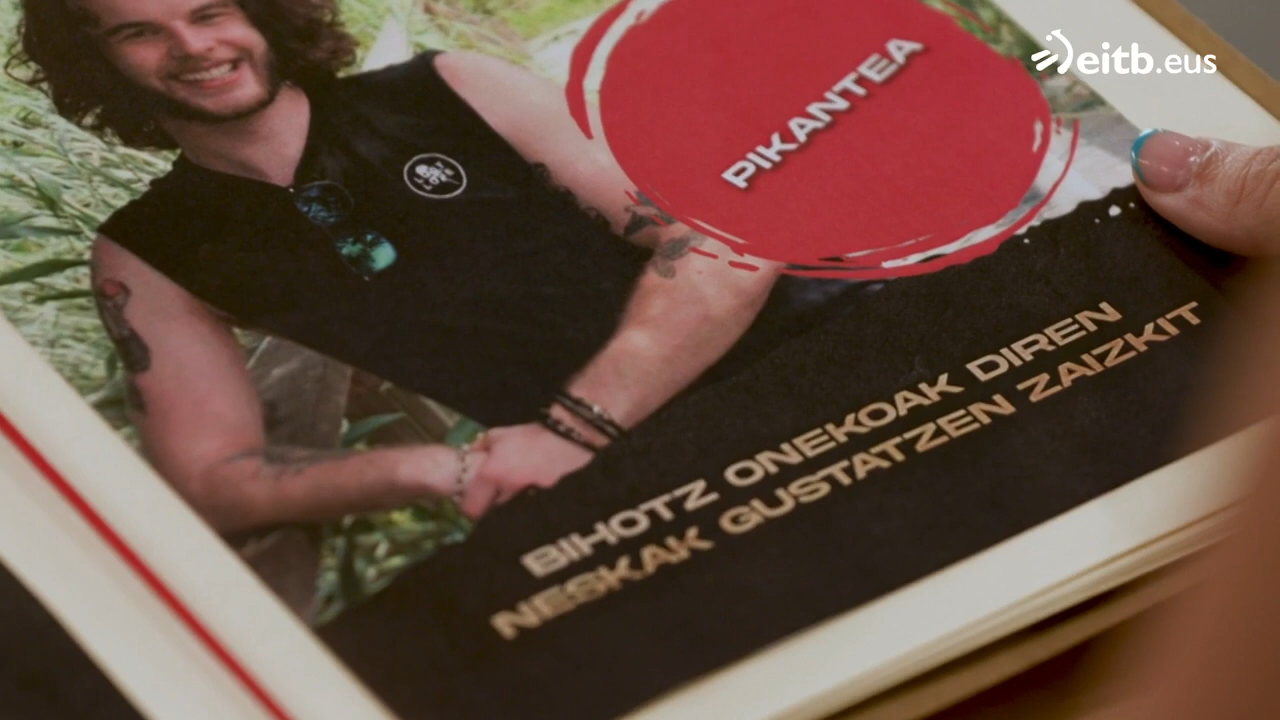 eitb.eus
PIKANTEA
BIHOTZ ONEKOAK DIREN
NESKAK GUSTATZEN ZAIZKIT